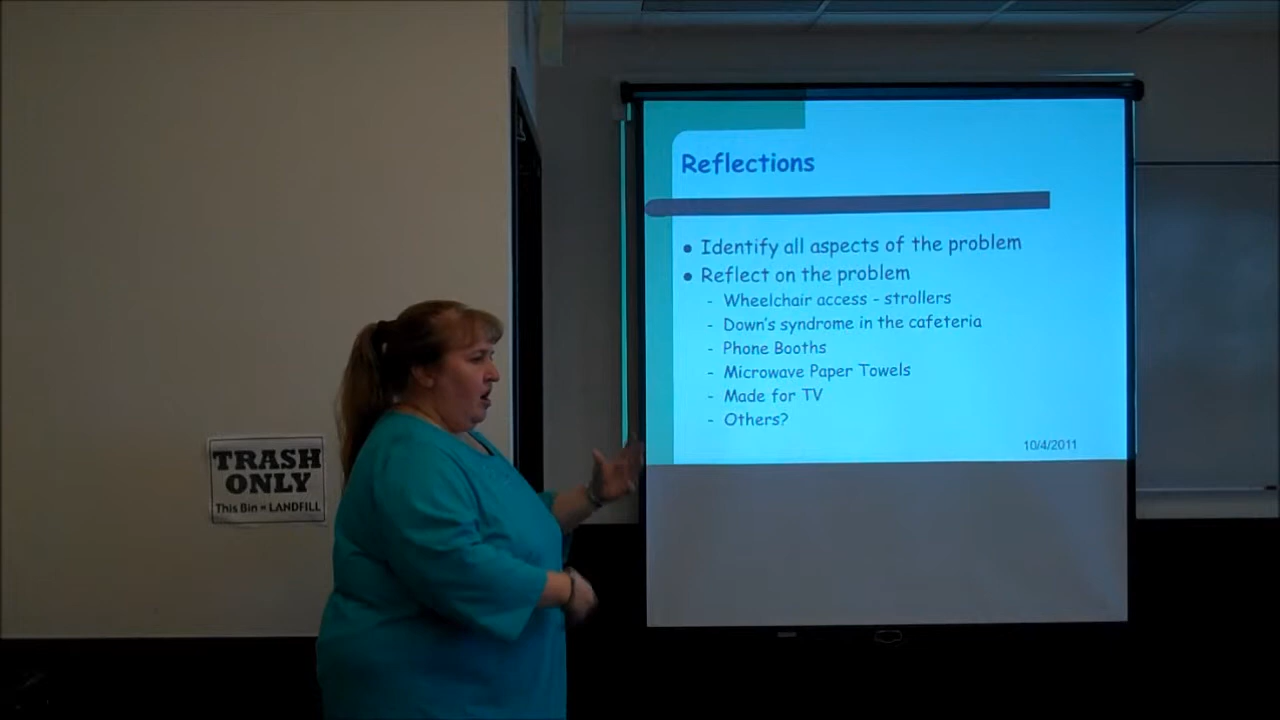 Reflections
• Identify all aspects of the problem
• Reflect on the problem
- Wheelchair access - strollers
- Down's syndrome in the cafeteria
- Phone Booths
- Microwave Paper Towels
- Made for TV
- Others?
10/4/2011
TRASH
ONLY
This Bin = LANDFILL